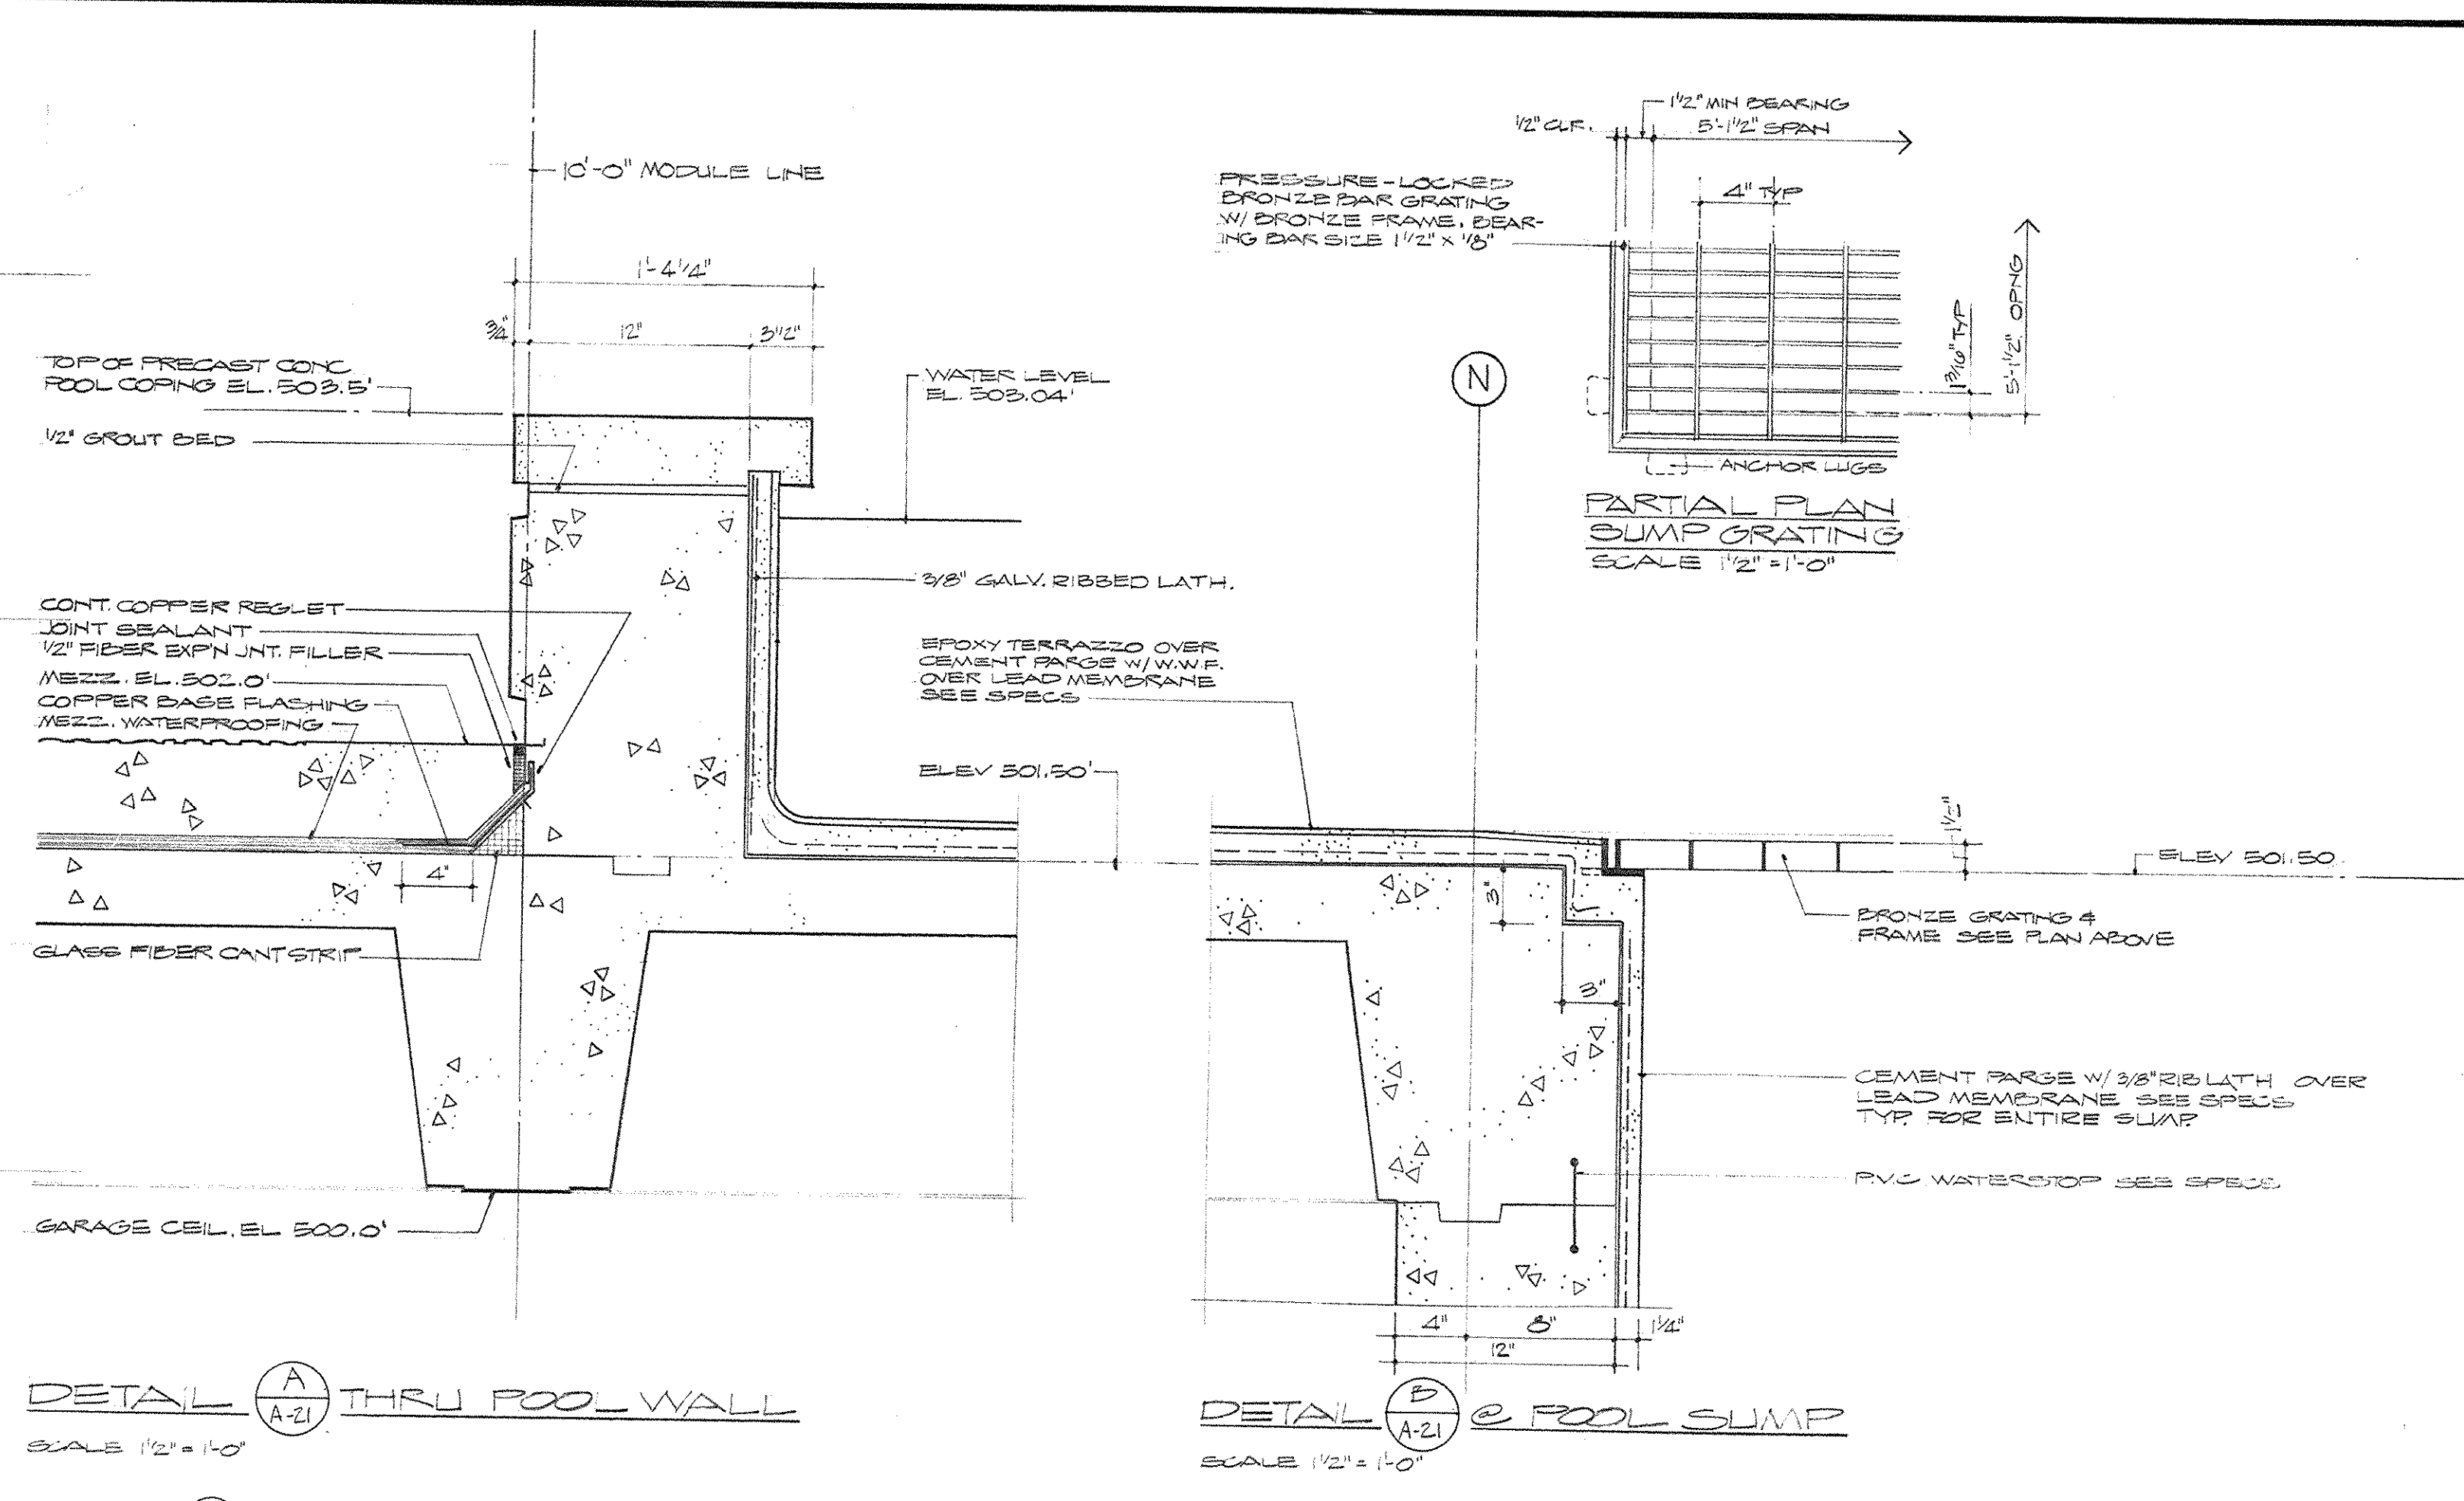 10'-0" MODULE LINE
1'-4 1/4"
3/4"
12"
3 1/2"
TOP OF PRECAST CONC
POOL COPING EL. 503.5'
1/2" GROUT BED
WATER LEVEL
EL. 503.04'
3/8" GALV. RIBBED LATH.
CONT. COPPER REGLET
JOINT SEALANT
1/2" FIBER EXP'N JNT. FILLER
MEZZ. EL. 502.0'
COPPER BASE FLASHING
MEZZ. WATERPROOFING
EPOXY TERRAZZO OVER
CEMENT PARGE W/ W.W.F.
OVER LEAD MEMBRANE
SEE SPECS
ELEV 501.50'
4"
GLASS FIBER CANT STRIP
GARAGE CEIL. EL 500.0'
DETAIL A A-21 THRU POOL WALL
SCALE 1 1/2" = 1'-0"
1 1/2" MIN BEARING
1/2" CLR.
5'-1 1/2" SPAN
PRESSURE-LOCKED
BRONZE BAR GRATING
W/ BRONZE FRAME. BEAR-
ING BAR SIZE 1 1/2" x 1/8"
4" TYP
1 3/16" TYP
5'-1 1/2" OPNG
ANCHOR LUGS
PARTIAL PLAN
SUMP GRATING
SCALE 1 1/2" = 1'-0"
N
1 1/2"
ELEV 501.50
3"
BRONZE GRATING &
FRAME SEE PLAN ABOVE
3"
CEMENT PARGE W/ 3/8" RIB LATH OVER
LEAD MEMBRANE SEE SPECS
TYP. FOR ENTIRE SUMP.
P.V.C. WATERSTOP SEE SPECS
4"
8"
1 1/4"
12"
DETAIL B A-21 @ POOL SUMP
SCALE 1 1/2" = 1'-0"